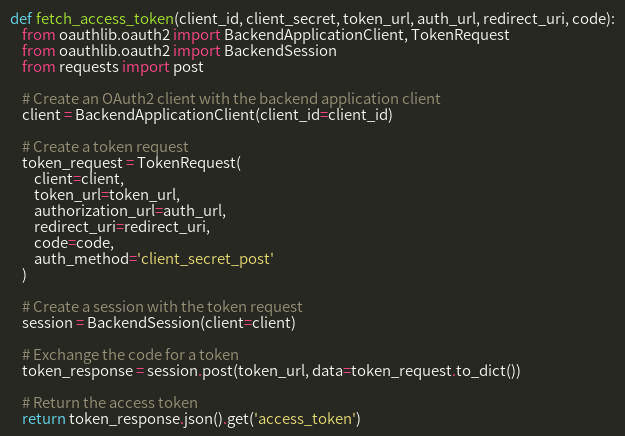 def fetch_access_token(client_id, client_secret, token_url, auth_url, redirect_uri, code):
    from oauthlib.oauth2 import BackendApplicationClient, TokenRequest
    from oauthlib.oauth2 import BackendSession
    from requests import post

    # Create an OAuth2 client with the backend application client
    client = BackendApplicationClient(client_id=client_id)

    # Create a token request
    token_request = TokenRequest(
        client=client,
        token_url=token_url,
        authorization_url=auth_url,
        redirect_uri=redirect_uri,
        code=code,
        auth_method='client_secret_post'
    )

    # Create a session with the token request
    session = BackendSession(client=client)

    # Exchange the code for a token
    token_response = session.post(token_url, data=token_request.to_dict())

    # Return the access token
    return token_response.json().get('access_token')